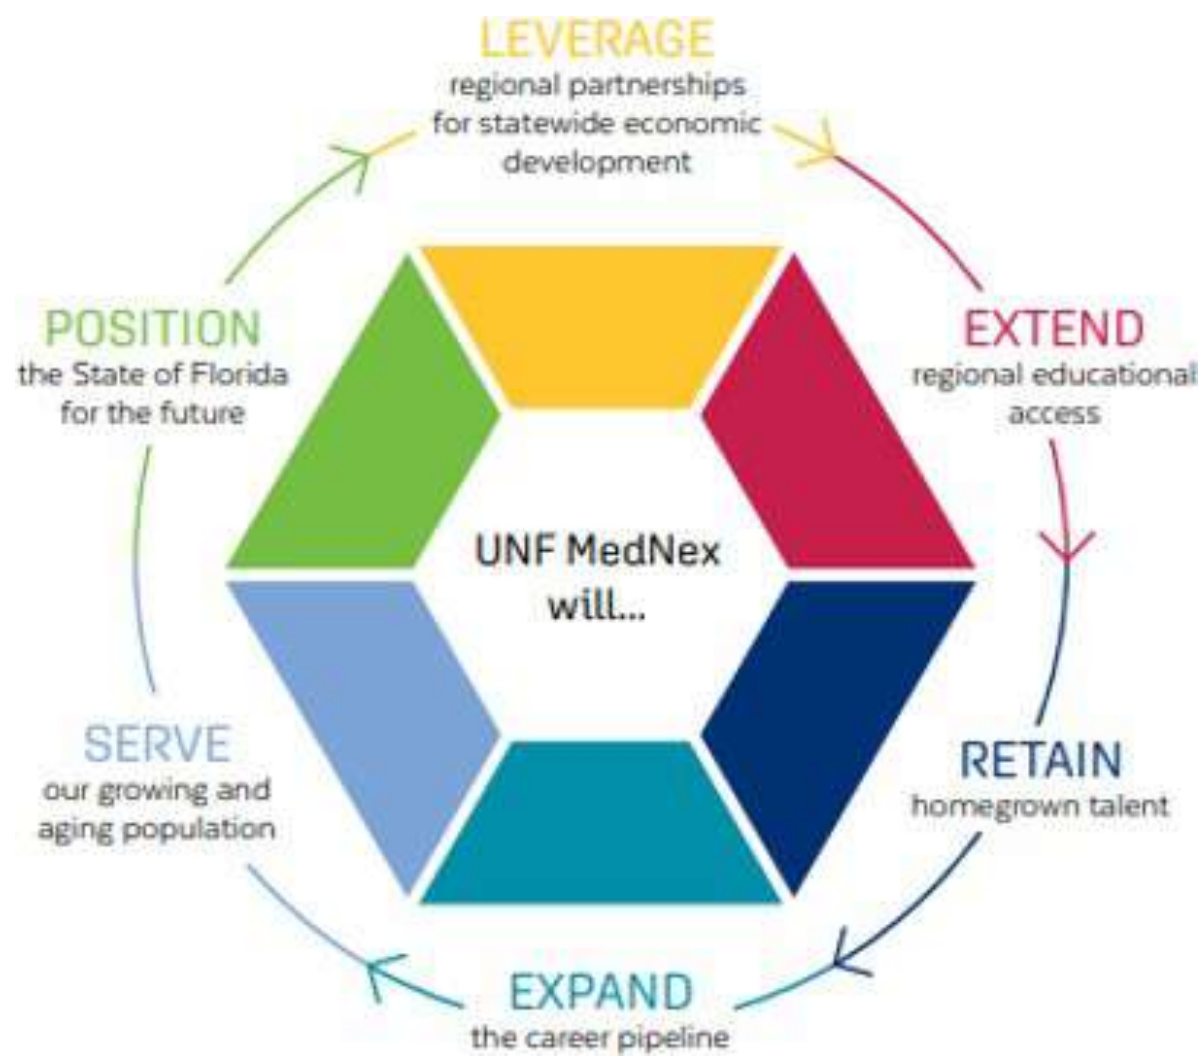 LEVERAGE
regional partnerships
for statewide economic
development
EXTEND
regional educational
access
RETAIN
homegrown talent
EXPAND
the career pipeline
SERVE
our growing and
aging population
POSITION
the State of Florida
for the future
UNF MedNex
will...